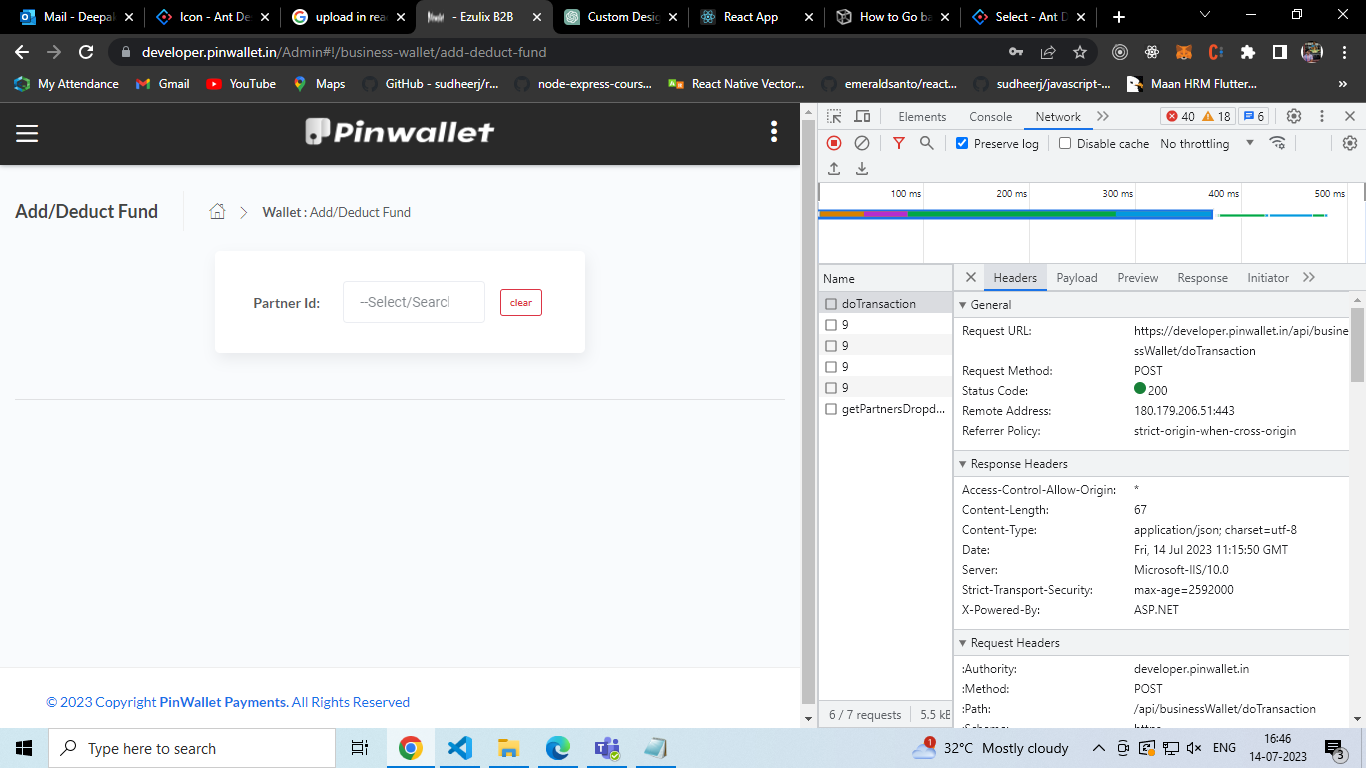 Mail - Deepak
Icon - Ant De
upload in rea
- Ezulix B2B
Custom Desig
React App
How to Go ba
Select - Ant D
developer.pinwallet.in/Admin#!/business-wallet/add-deduct-fund
My Attendance
Gmail
YouTube
Maps
GitHub - sudheerj/r...
node-express-cours...
React Native Vector...
emeraldsanto/react...
sudheerj/javascript-...
Maan HRM Flutter...
»
Pinwallet
Add/Deduct Fund
Wallet : Add/Deduct Fund
Partner Id:
--Select/Search
clear
© 2023 Copyright PinWallet Payments. All Rights Reserved
Elements
Console
Network
40
18
6
Preserve log
Disable cache
No throttling
100 ms
200 ms
300 ms
400 ms
500 ms
Name
doTransaction
9
9
9
9
getPartnersDropd...
6 / 7 requests
5.5 kB
Headers
Payload
Preview
Response
Initiator
General
Request URL: https://developer.pinwallet.in/api/busine
ssWallet/doTransaction
Request Method: POST
Status Code: 200
Remote Address: 180.179.206.51:443
Referrer Policy: strict-origin-when-cross-origin
Response Headers
Access-Control-Allow-Origin: *
Content-Length: 67
Content-Type: application/json; charset=utf-8
Date: Fri, 14 Jul 2023 11:15:50 GMT
Server: Microsoft-IIS/10.0
Strict-Transport-Security: max-age=2592000
X-Powered-By: ASP.NET
Request Headers
:Authority: developer.pinwallet.in
:Method: POST
:Path: /api/businessWallet/doTransaction
:Scheme: https
Type here to search
1
32°C Mostly cloudy
ENG
16:46
14-07-2023
3